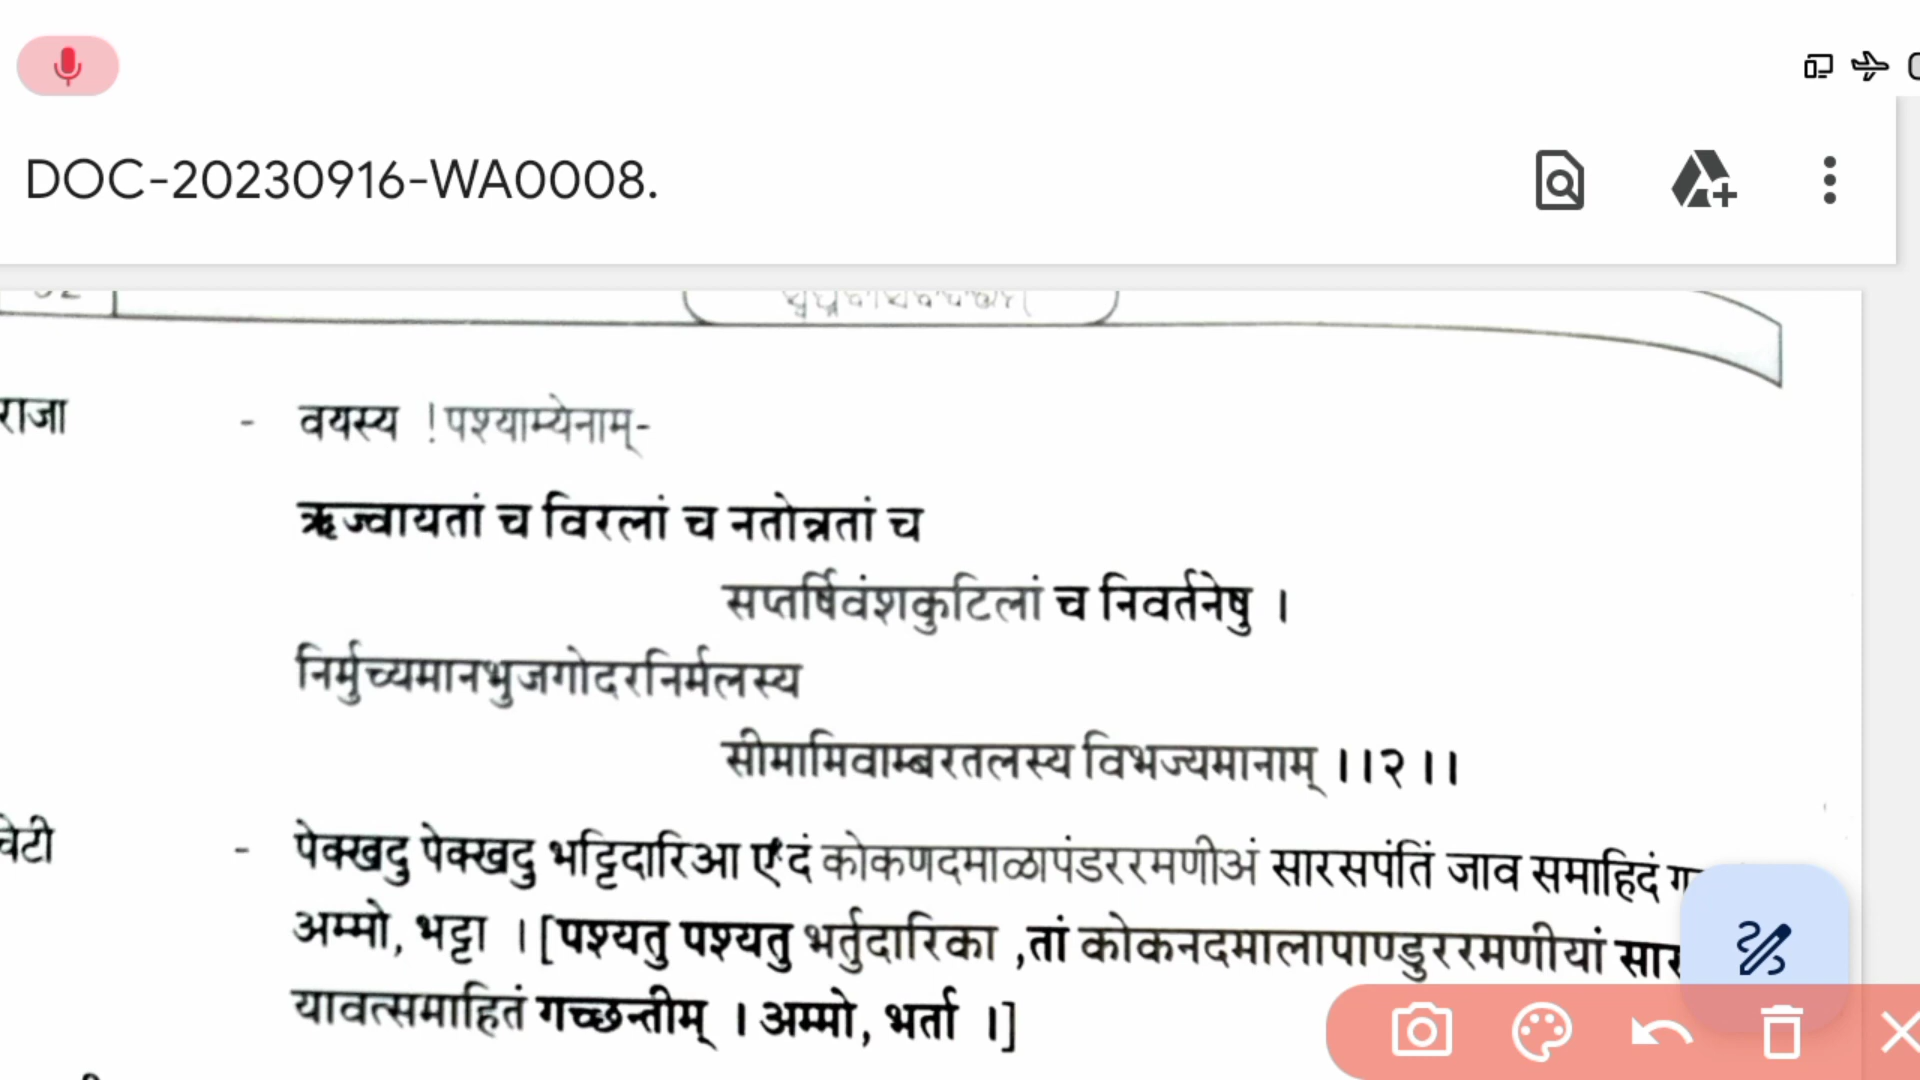 DOC-20230916-WA0008.
राजा - वयस्य ! पश्याम्येनाम्-
ऋज्वायतां च विरलां च नतोन्नतां च
सप्तर्षिवंशकुटिलां च निवर्तनेषु ।
निर्मुच्यमानभुजगोदरनिर्मलस्य
सीमामिवाम्बरतलस्य विभज्यमानाम् ।।२।।
चेटी - पेक्खदु पेक्खदु भट्टिदारिआ एदं कोकणदमाळापंडररमणीअं सारसपंतिं जाव समाहिदं
अम्मो, भट्टा । [पश्यतु पश्यतु भर्तृदारिका ,तां कोकनदमालापाण्डुररमणीयां
यावत्समाहितं गच्छन्तीम् । अम्मो, भर्ता ।]